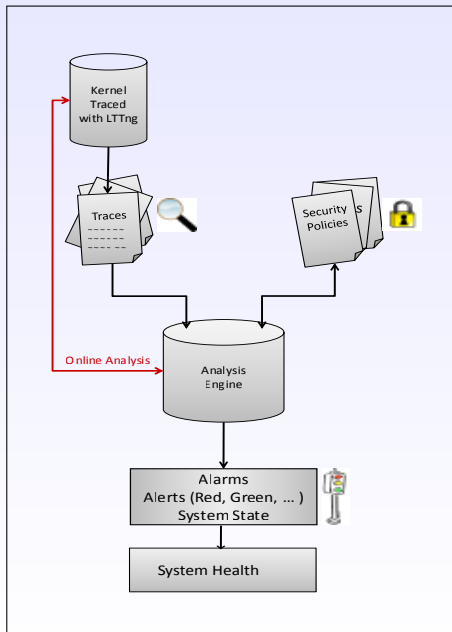 Kernel
Traced
with LTTng
Traces
Security
Policies
Online Analysis
Analysis
Engine
Alarms
Alerts (Red, Green, ... )
System State
System Health